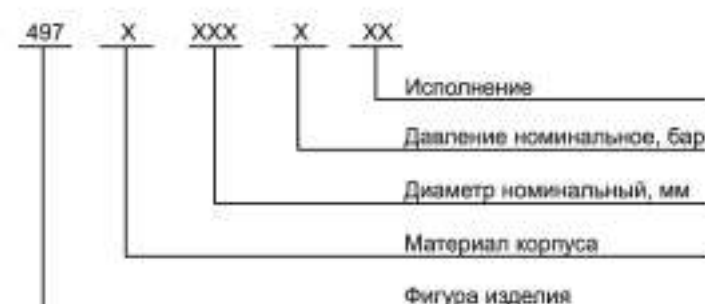 497 X XXX X XX
Исполнение
Давление номинальное, бар
Диаметр номинальный, мм
Материал корпуса
Фигура изделия